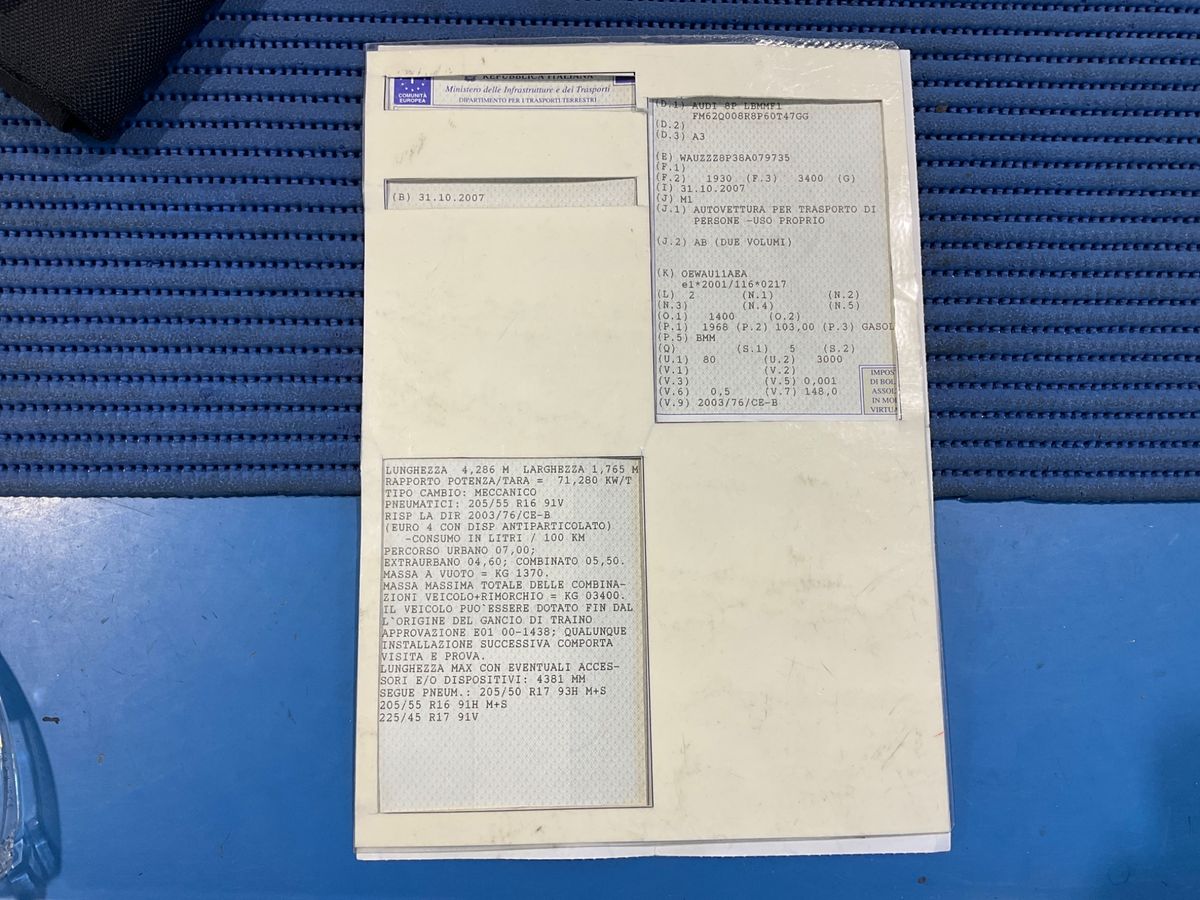 REPUBBLICA ITALIANA
COMUNITÀ
EUROPEA
Ministero delle Infrastrutture e dei Trasporti
DIPARTIMENTO PER I TRASPORTI TERRESTRI
(B) 31.10.2007
LUNGHEZZA 4,286 M LARGHEZZA 1,765 M
RAPPORTO POTENZA/TARA = 71,280 KW/T
TIPO CAMBIO: MECCANICO
PNEUMATICI: 205/55 R16 91V
RISP LA DIR 2003/76/CE-B
(EURO 4 CON DISP ANTIPARTICOLATO)
-CONSUMO IN LITRI / 100 KM
PERCORSO URBANO 07,00;
EXTRAURBANO 04,60; COMBINATO 05,50.
MASSA A VUOTO = KG 1370.
MASSA MASSIMA TOTALE DELLE COMBINA-
ZIONI VEICOLO+RIMORCHIO = KG 03400.
IL VEICOLO PUO`ESSERE DOTATO FIN DAL
L`ORIGINE DEL GANCIO DI TRAINO
APPROVAZIONE E01 00-1438; QUALUNQUE
INSTALLAZIONE SUCCESSIVA COMPORTA
VISITA E PROVA.
LUNGHEZZA MAX CON EVENTUALI ACCES-
SORI E/O DISPOSITIVI: 4381 MM
SEGUE PNEUM.: 205/50 R17 93H M+S
205/55 R16 91H M+S
225/45 R17 91V
(D.1) AUDI 8P LBMMF1
FM62Q008R8P60T47GG
(D.2)
(D.3) A3
(E) WAUZZZ8P38A079735
(F.1)
(F.2) 1930 (F.3) 3400 (G)
(I) 31.10.2007
(J) M1
(J.1) AUTOVETTURA PER TRASPORTO DI
PERSONE -USO PROPRIO
(J.2) AB (DUE VOLUMI)
(K) OEWAU11AEA
e1*2001/116*0217
(L) 2 (N.1) (N.2)
(N.3) (N.4) (N.5)
(O.1) 1400 (O.2)
(P.1) 1968 (P.2) 103,00 (P.3) GASOL
(P.5) BMM
(Q) (S.1) 5 (S.2)
(U.1) 80 (U.2) 3000
(V.1) (V.2)
(V.3) (V.5) 0,001
(V.6) 0,5 (V.7) 148,0
(V.9) 2003/76/CE-B
IMPOS
DI BOL
ASSOL
IN MOD
VIRTUA